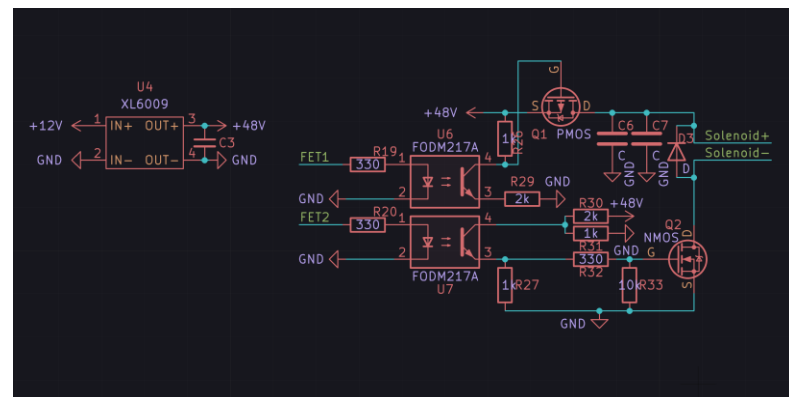 U4
XL6009
+12V 1 IN+ OUT+ 3 +48V
C3
GND 2 IN- OUT- 4 GND
G
+48V S D
Q1 PMOS
1k R26
C6 C7 D3
C C D
GND GND
Solenoid+
Solenoid-
U6
FODM217A
FET1 R19 330 1 4
GND 2 3 R29 2k GND
FET2 R20 330 1 4
R30 2k +48V
1k R31 GND
GND 2 3 330 R32
FODM217A
U7
Q2
NMOS D
G
S
1k R27
10k R33
GND